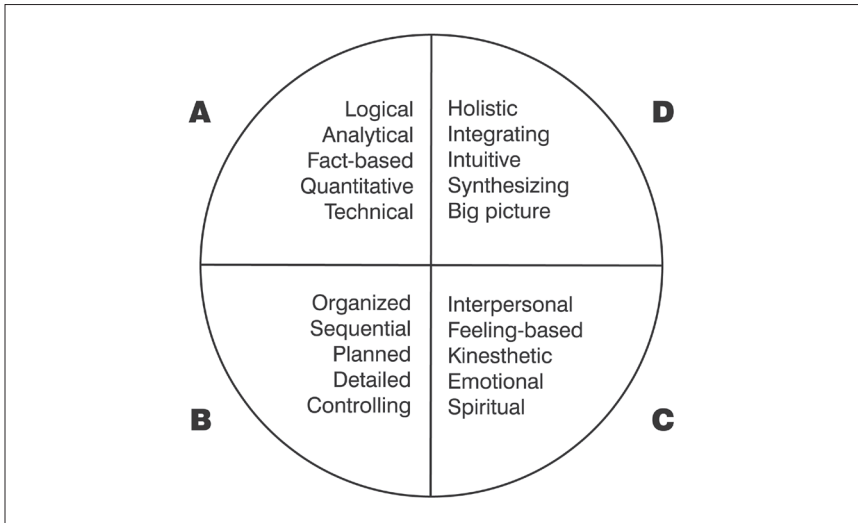 A
Logical
Analytical
Fact-based
Quantitative
Technical
D
Holistic
Integrating
Intuitive
Synthesizing
Big picture
B
Organized
Sequential
Planned
Detailed
Controlling
C
Interpersonal
Feeling-based
Kinesthetic
Emotional
Spiritual